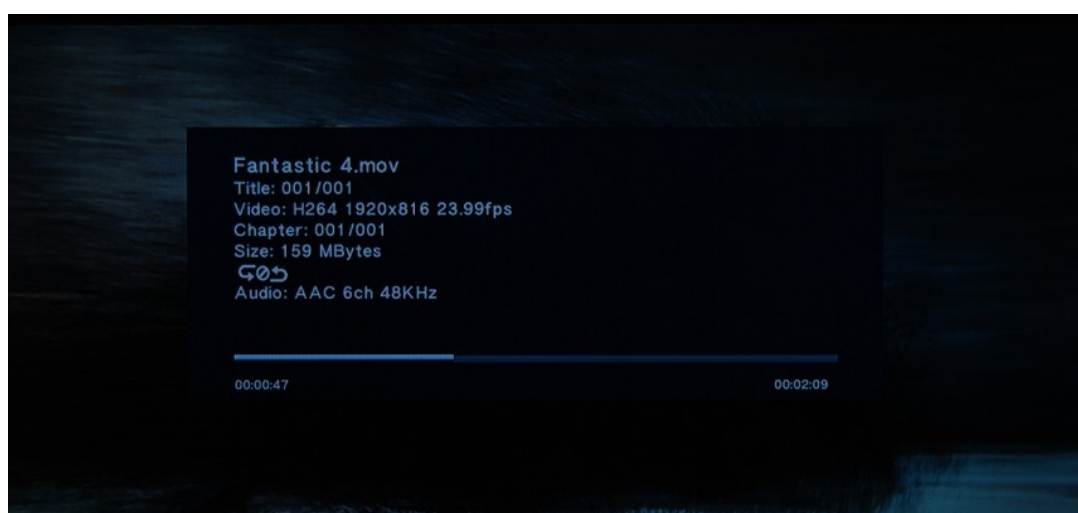 Fantastic 4.mov
Title: 001/001
Video: H264 1920x816 23.99fps
Chapter: 001/001
Size: 159 MBytes
Audio: AAC 6ch 48KHz
00:00:47 00:02:09